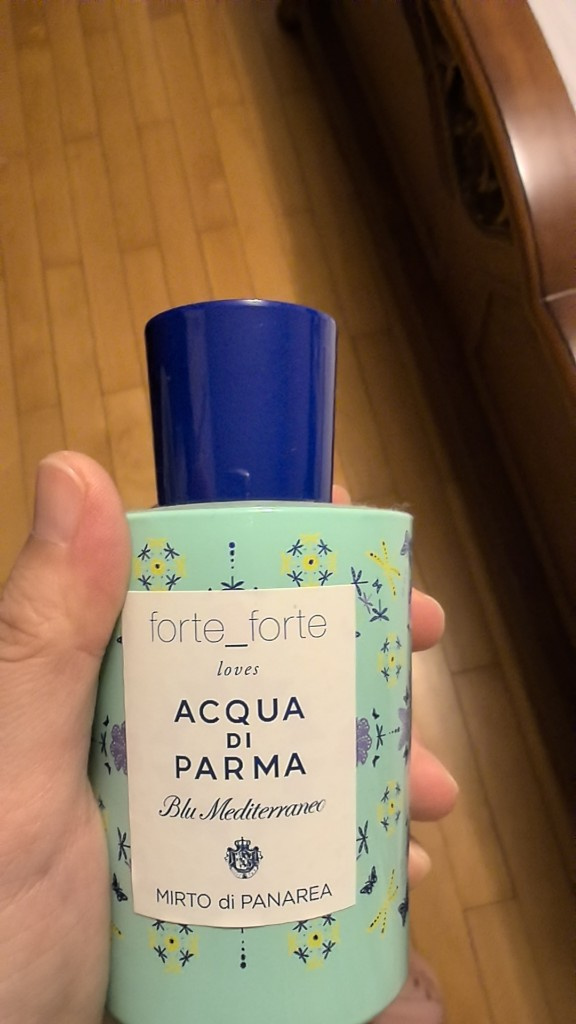 forte_forte
loves
ACQUA
DI
PARMA
Blu Mediterraneo
MIRTO di PANAREA